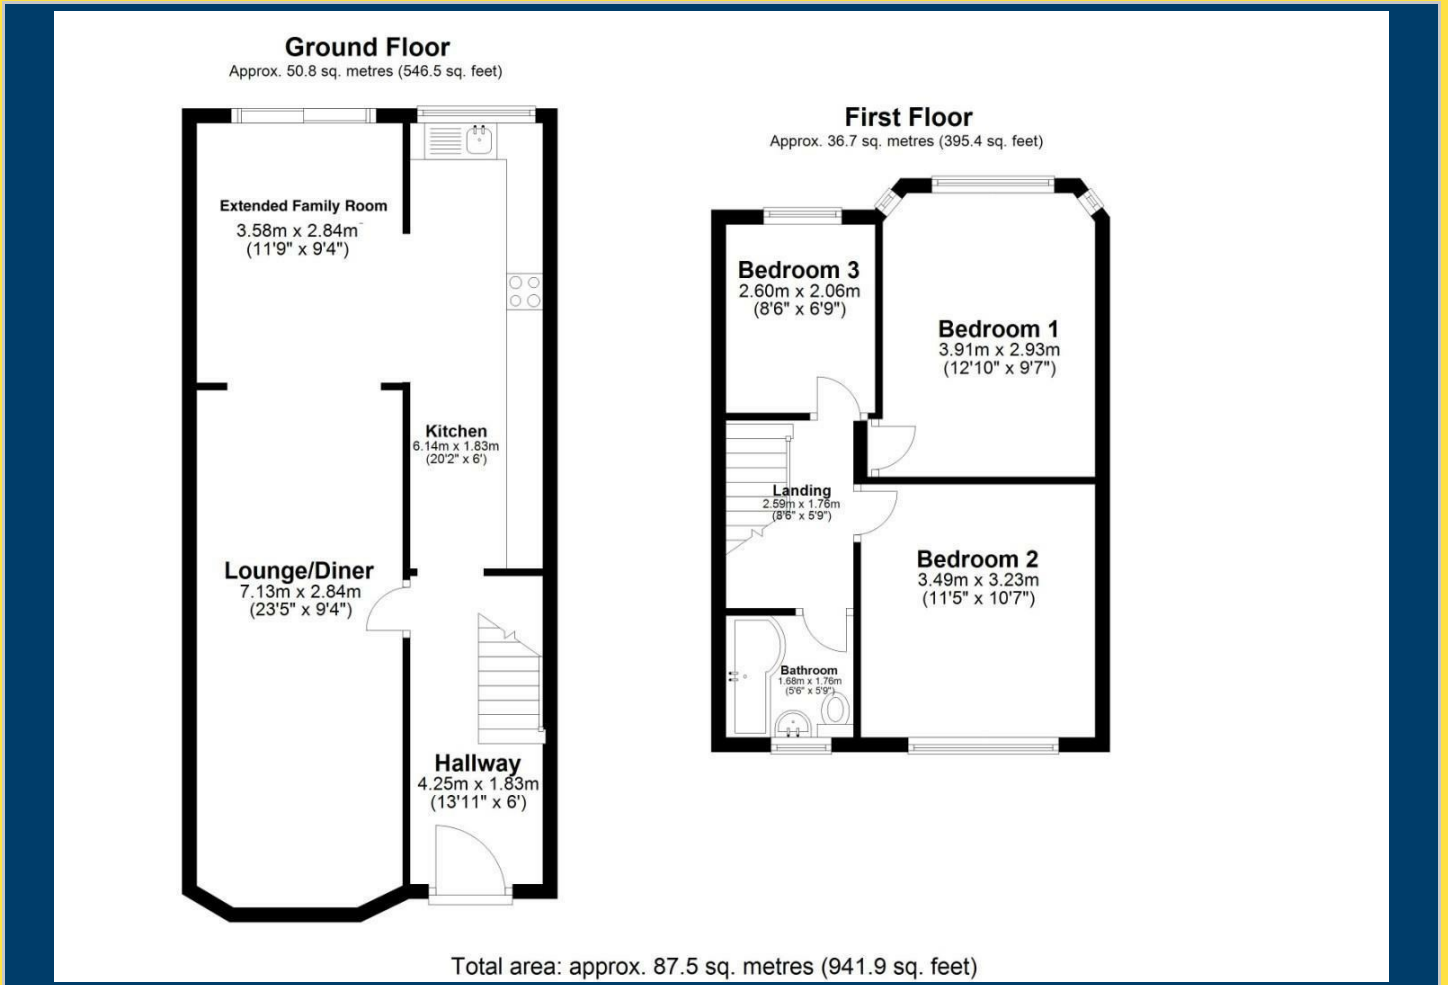 Ground Floor
Approx. 50.8 sq. metres (546.5 sq. feet)
Extended Family Room
3.58m x 2.84m
(11'9" x 9'4")
Kitchen
6.14m x 1.83m
(20'2" x 6')
Lounge/Diner
7.13m x 2.84m
(23'5" x 9'4")
Hallway
4.25m x 1.83m
(13'11" x 6')
First Floor
Approx. 36.7 sq. metres (395.4 sq. feet)
Bedroom 3
2.60m x 2.06m
(8'6" x 6'9")
Bedroom 1
3.91m x 2.93m
(12'10" x 9'7")
Landing
2.59m x 1.76m
(8'6" x 5'9")
Bedroom 2
3.49m x 3.23m
(11'5" x 10'7")
Bathroom
1.68m x 1.76m
(5'6" x 5'9")
Total area: approx. 87.5 sq. metres (941.9 sq. feet)